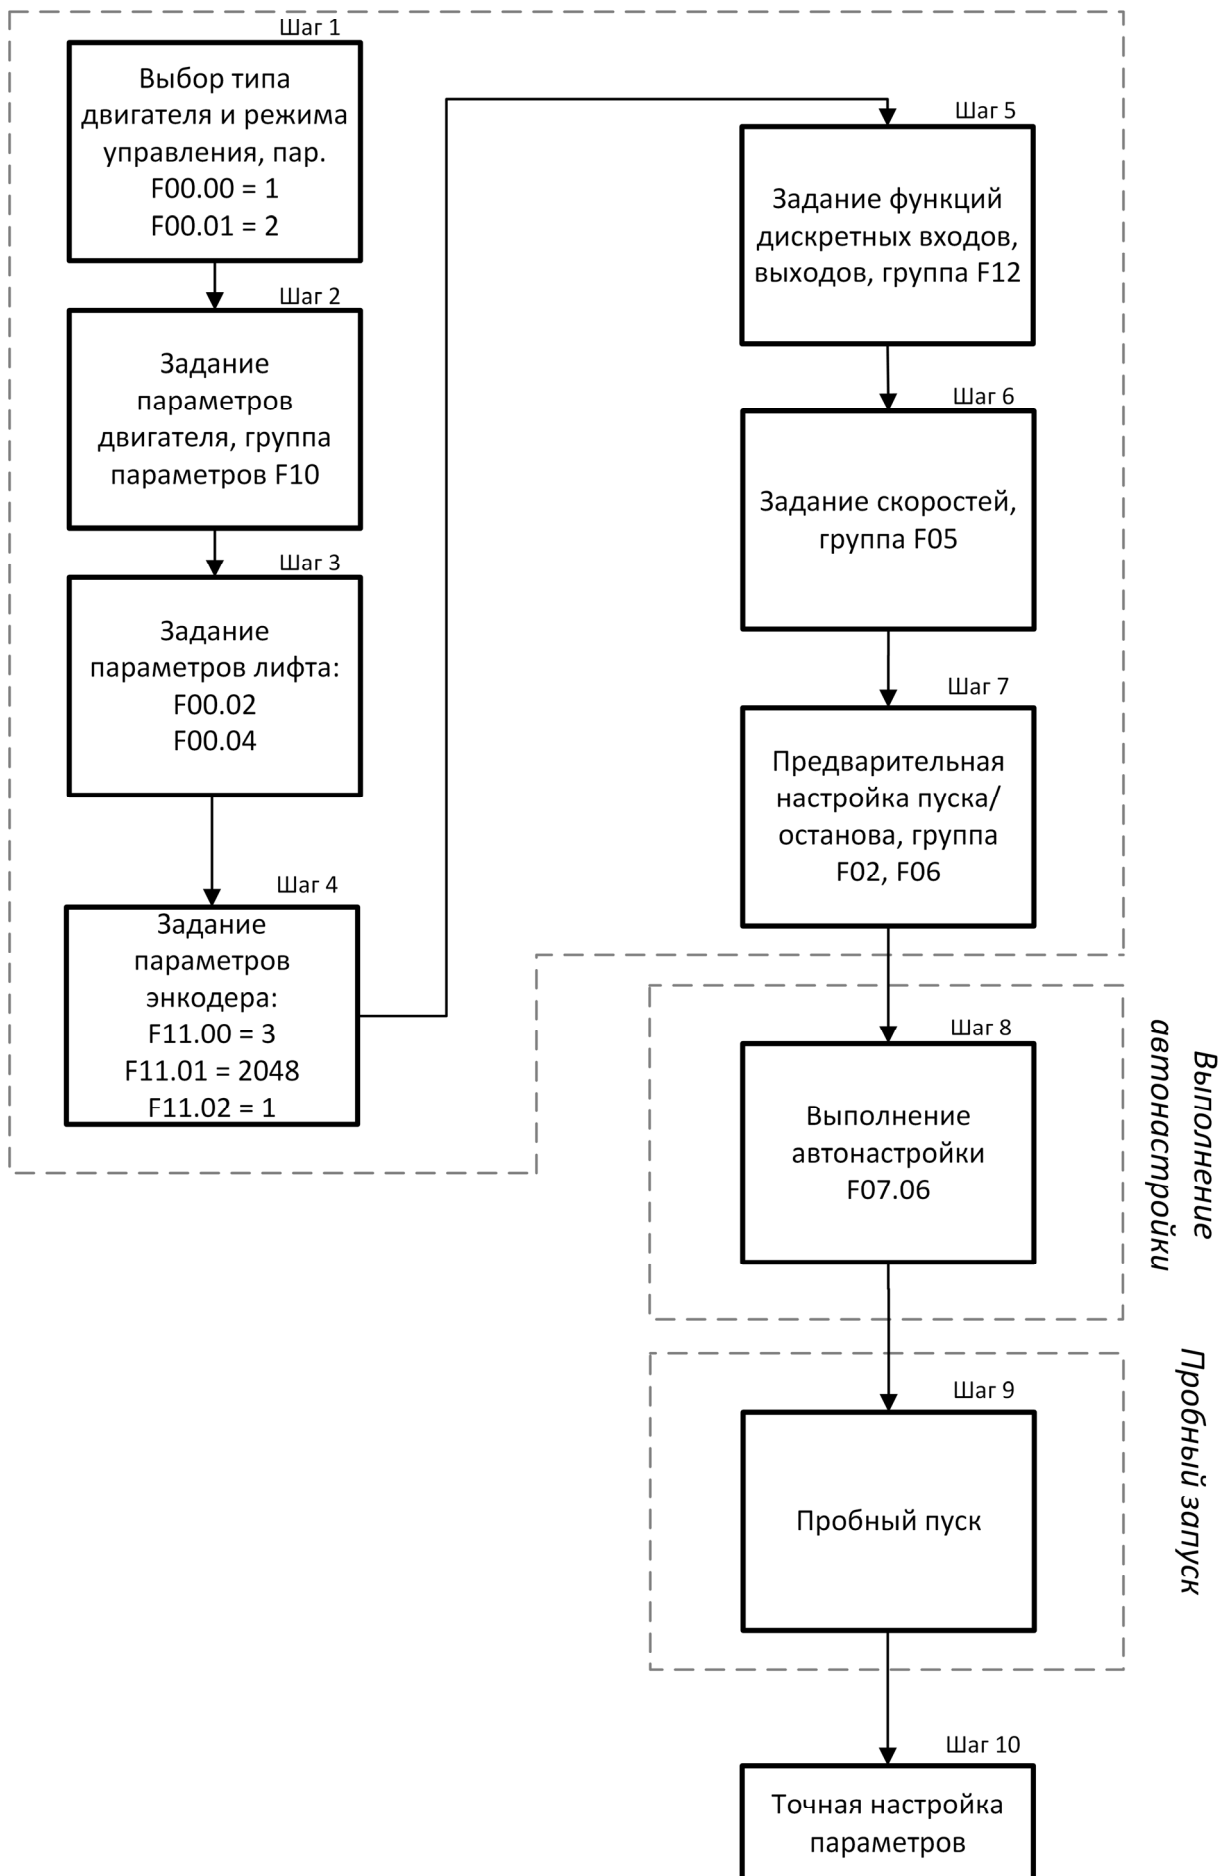 Шаг 1
Выбор типа
двигателя и режима
управления, пар.
F00.00 = 1
F00.01 = 2
Шаг 2
Задание
параметров
двигателя, группа
параметров F10
Шаг 3
Задание
параметров лифта:
F00.02
F00.04
Шаг 4
Задание
параметров
энкодера:
F11.00 = 3
F11.01 = 2048
F11.02 = 1
Шаг 5
Задание функций
дискретных входов,
выходов, группа F12
Шаг 6
Задание скоростей,
группа F05
Шаг 7
Предварительная
настройка пуска/
останова, группа
F02, F06
Шаг 8
Выполнение
автонастройки
F07.06
Выполнение
автонастройки
Шаг 9
Пробный пуск
Пробный запуск
Шаг 10
Точная настройка
параметров